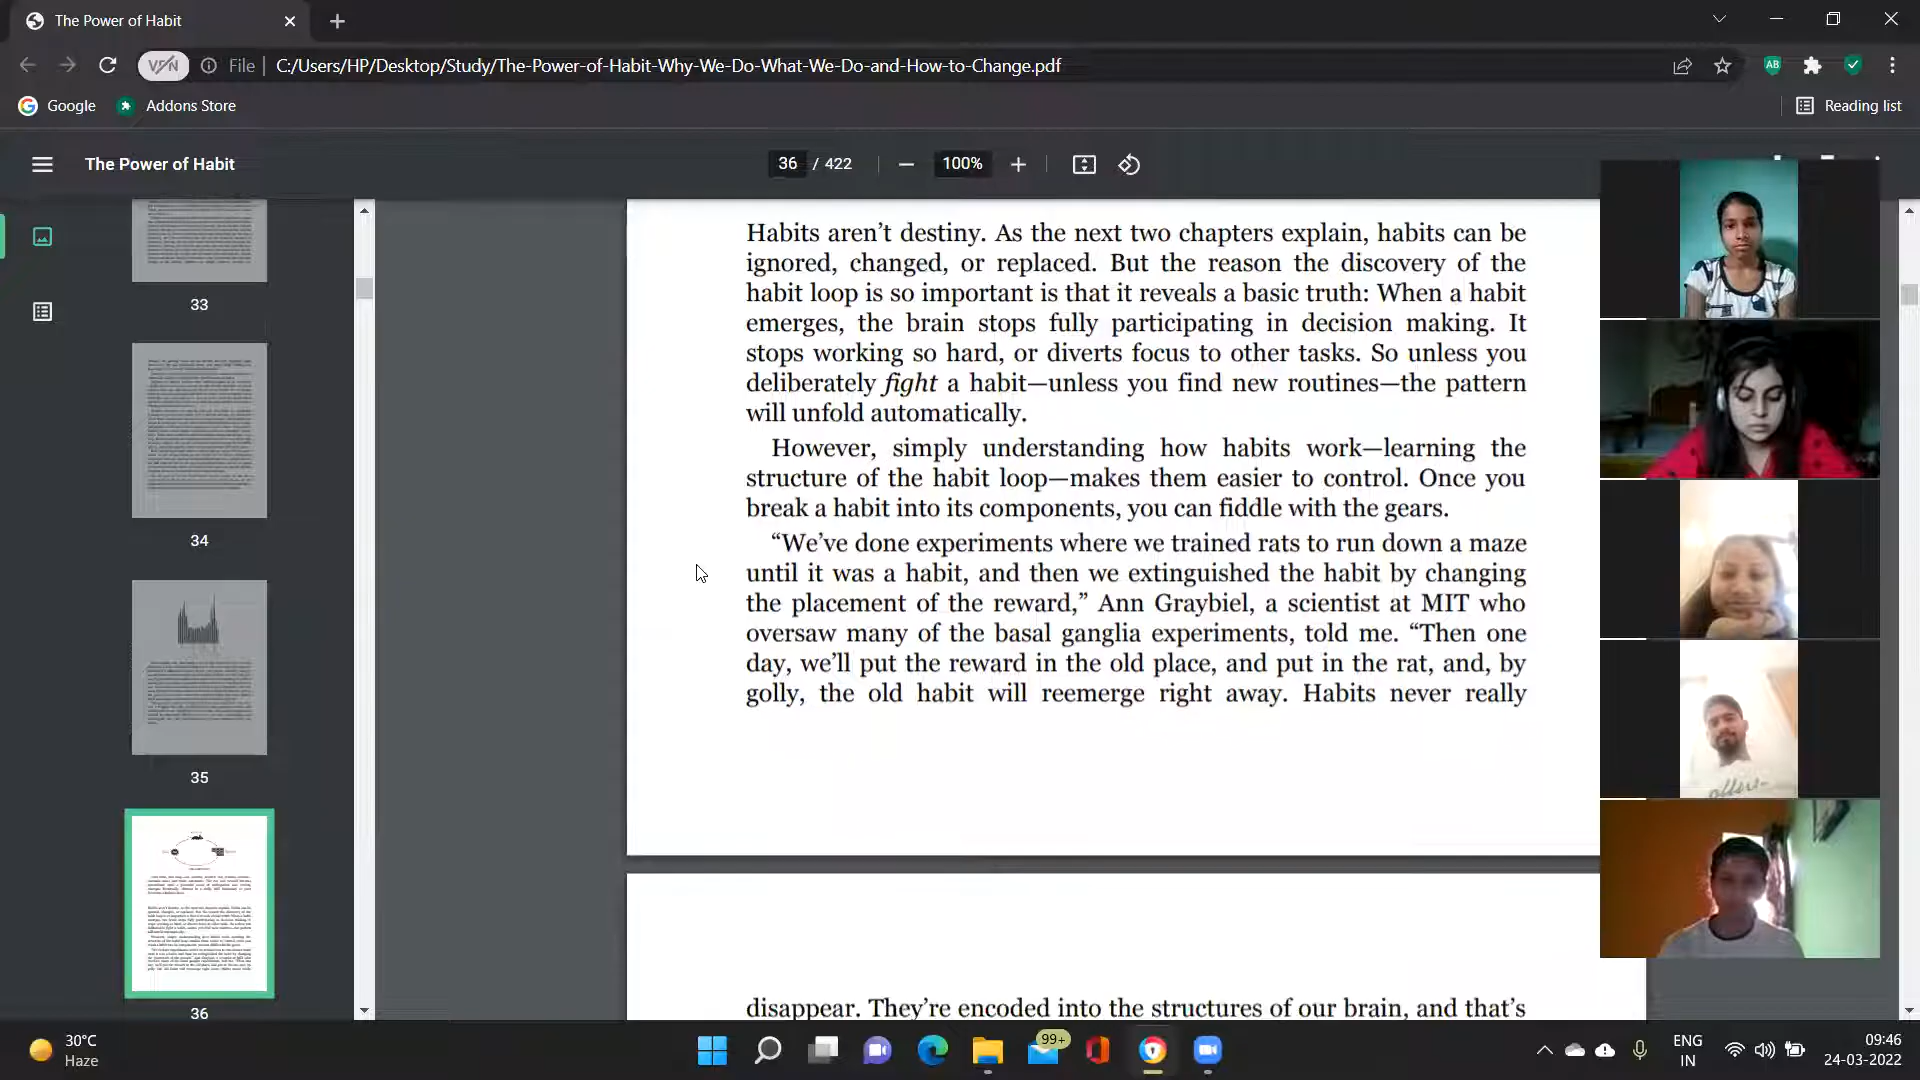 The Power of Habit
VPN
File
C:/Users/HP/Desktop/Study/The-Power-of-Habit-Why-We-Do-What-We-Do-and-How-to-Change.pdf
AB
Google
Addons Store
Reading list
The Power of Habit
36 / 422
100%
33
34
35
36
Habits aren’t destiny. As the next two chapters explain, habits can be
ignored, changed, or replaced. But the reason the discovery of the
habit loop is so important is that it reveals a basic truth: When a habit
emerges, the brain stops fully participating in decision making. It
stops working so hard, or diverts focus to other tasks. So unless you
deliberately fight a habit—unless you find new routines—the pattern
will unfold automatically.
However, simply understanding how habits work—learning the
structure of the habit loop—makes them easier to control. Once you
break a habit into its components, you can fiddle with the gears.
“We’ve done experiments where we trained rats to run down a maze
until it was a habit, and then we extinguished the habit by changing
the placement of the reward,” Ann Graybiel, a scientist at MIT who
oversaw many of the basal ganglia experiments, told me. “Then one
day, we’ll put the reward in the old place, and put in the rat, and, by
golly, the old habit will reemerge right away. Habits never really
disappear. They’re encoded into the structures of our brain, and that’s
30°C
Haze
99+
ENG
IN
09:46
24-03-2022